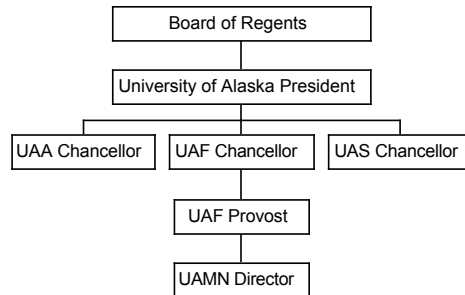 Board of Regents
University of Alaska President
UAA Chancellor
UAF Chancellor
UAS Chancellor
UAF Provost
UAMN Director